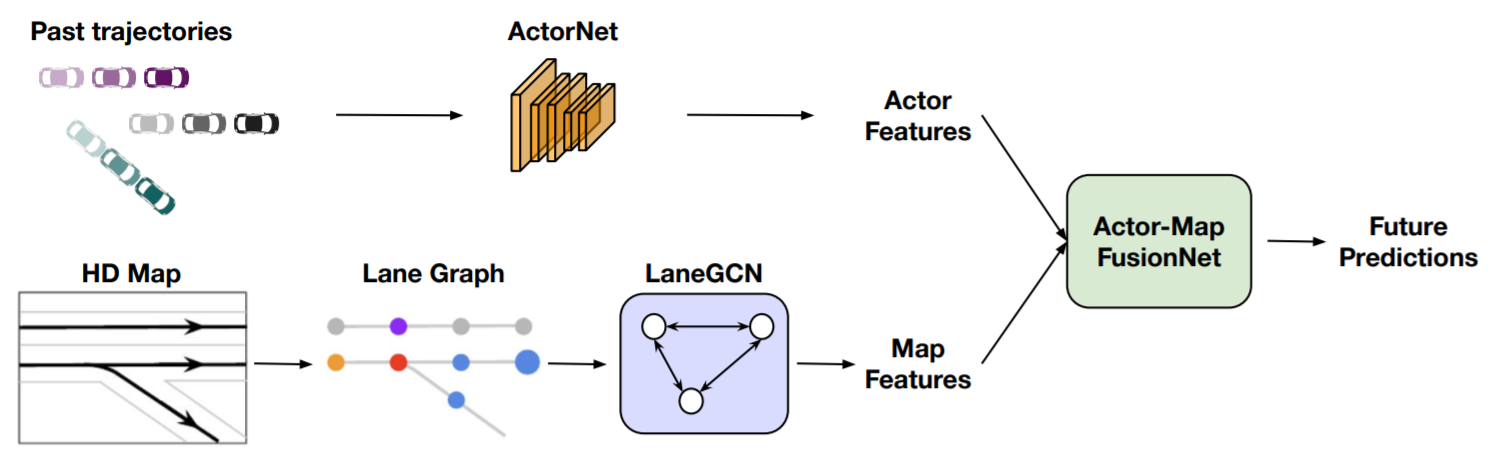 Past trajectories
ActorNet
Actor
Features
HD Map
Lane Graph
LaneGCN
Map
Features
Actor-Map
FusionNet
Future
Predictions